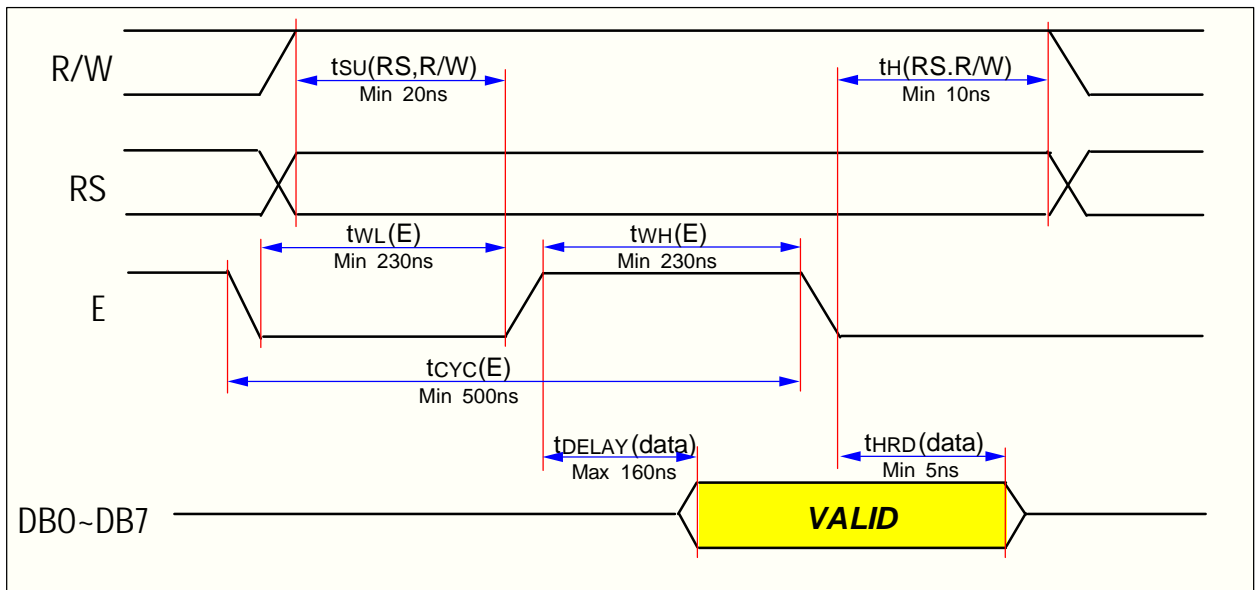 R/W
tSU(RS,R/W)
Min 20ns
tH(RS.R/W)
Min 10ns
RS
tWL(E)
Min 230ns
tWH(E)
Min 230ns
E
tCYC(E)
Min 500ns
tDELAY(data)
Max 160ns
tHRD(data)
Min 5ns
DB0~DB7
VALID